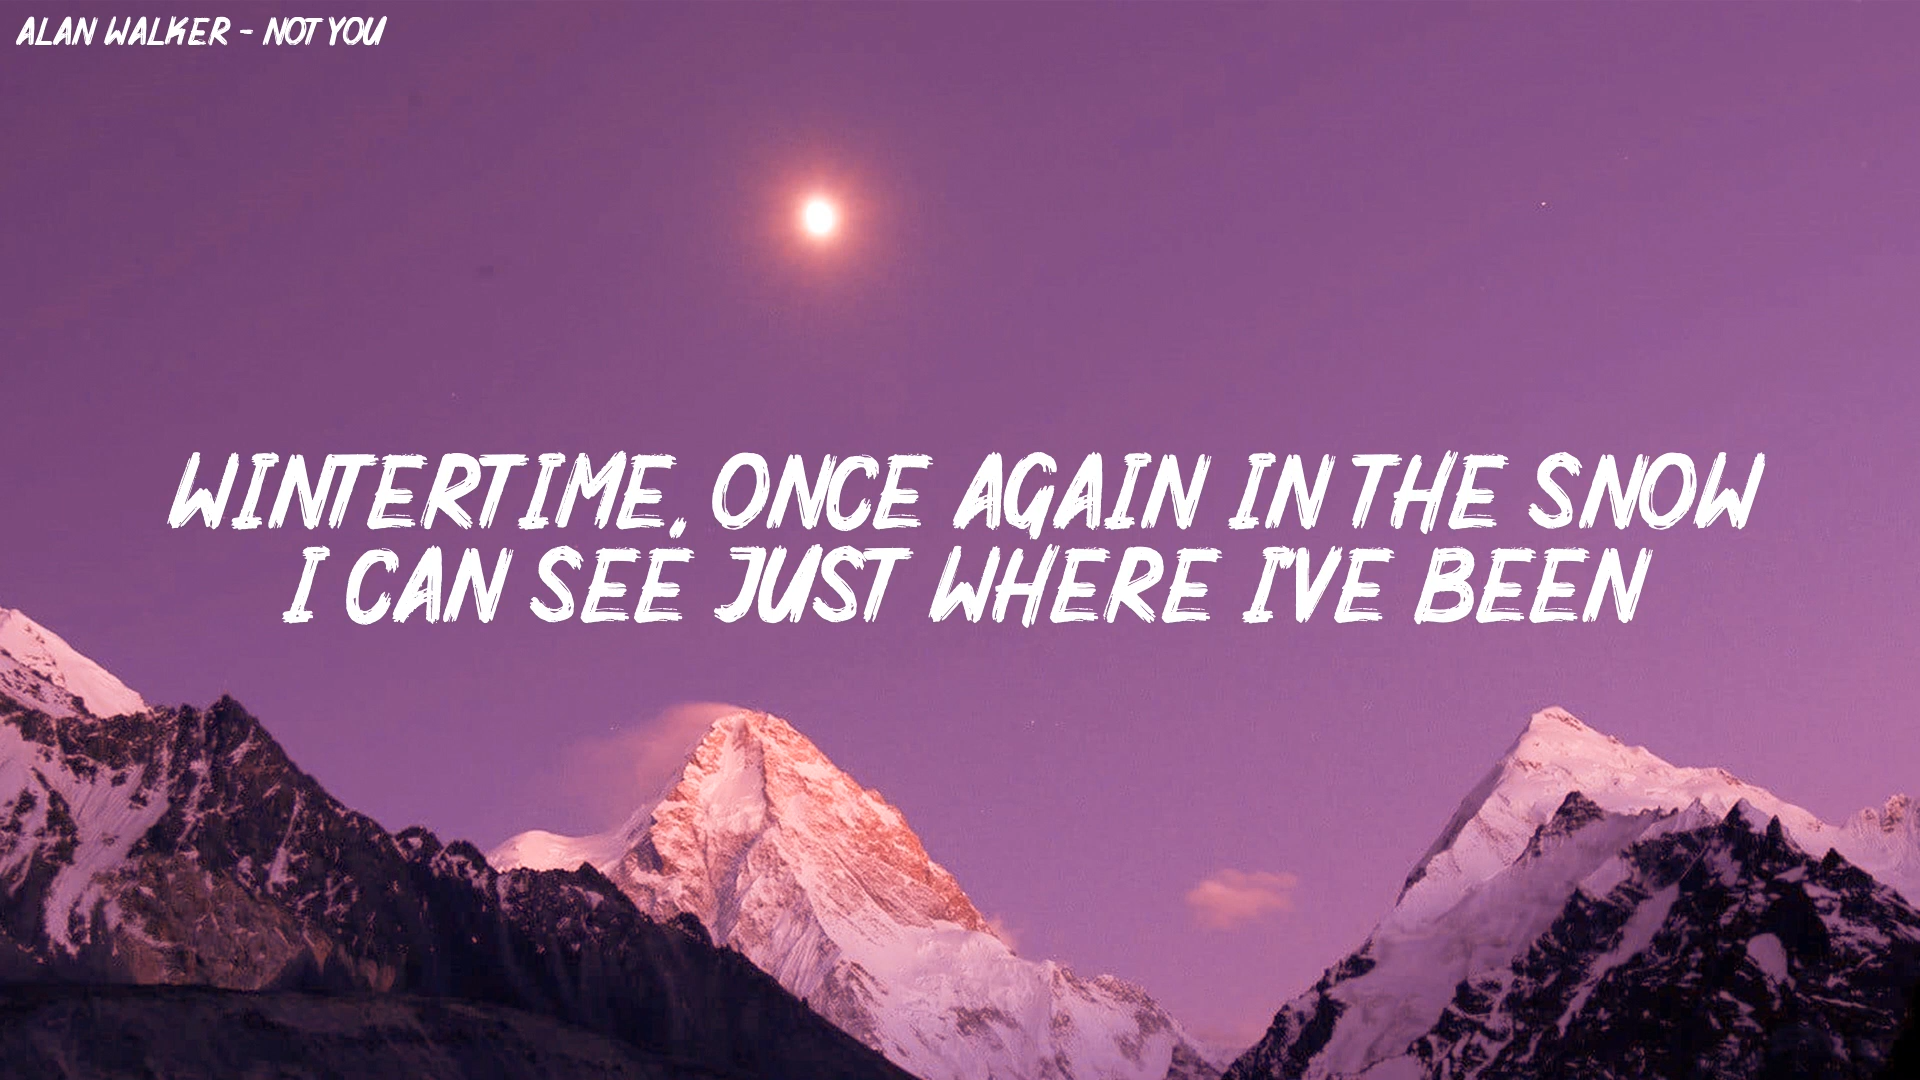 ALAN WALKER - NOT YOU
WINTERTIME, ONCE AGAIN IN THE SNOW
I CAN SEE JUST WHERE I'VE BEEN